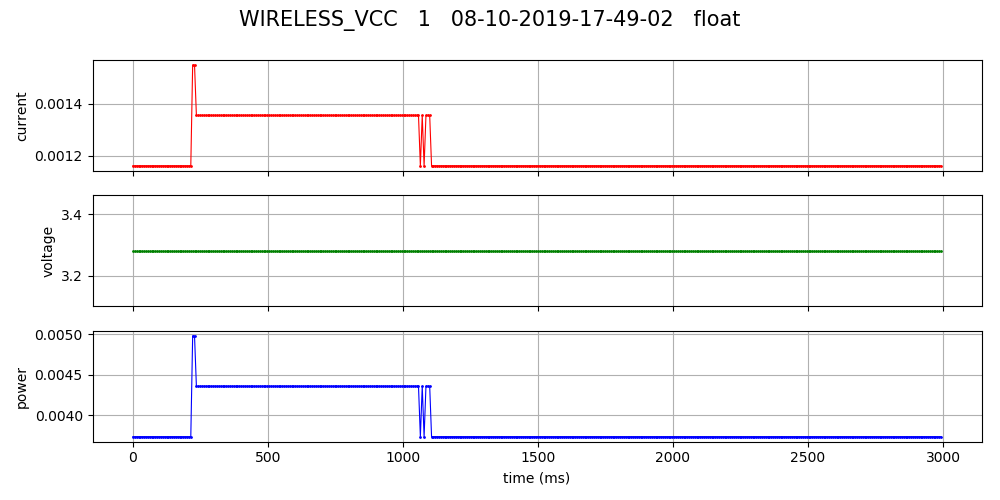 WIRELESS_VCC 1 08-10-2019-17-49-02 float
current
0.0014
0.0012
voltage
3.4
3.2
power
0.0050
0.0045
0.0040
0 500 1000 1500 2000 2500 3000
time (ms)